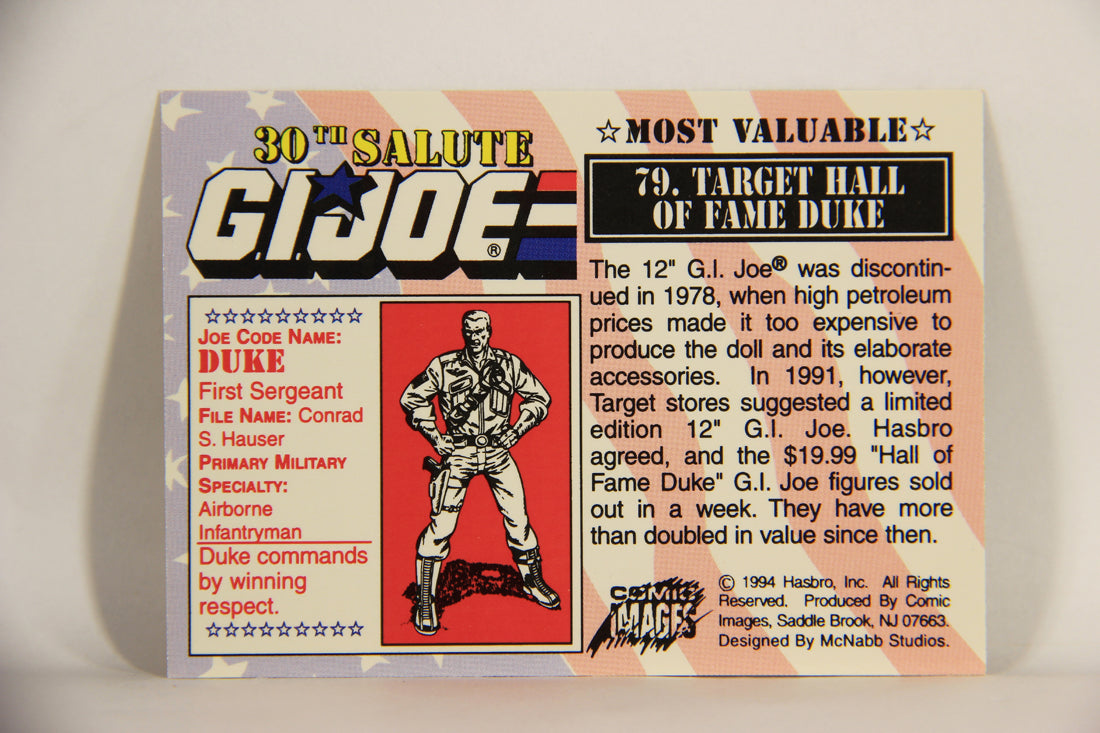 30TH SALUTE
G.I. JOE®
☆☆☆☆☆☆☆☆☆
JOE CODE NAME:
DUKE
First Sergeant
FILE NAME: Conrad
S. Hauser
PRIMARY MILITARY
SPECIALTY:
Airborne
Infantryman
Duke commands
by winning
respect.
☆☆☆☆☆☆☆☆☆
☆MOST VALUABLE☆
79. TARGET HALL
OF FAME DUKE
The 12" G.I. Joe® was discontin-
ued in 1978, when high petroleum
prices made it too expensive to
produce the doll and its elaborate
accessories. In 1991, however,
Target stores suggested a limited
edition 12" G.I. Joe. Hasbro
agreed, and the $19.99 "Hall of
Fame Duke" G.I. Joe figures sold
out in a week. They have more
than doubled in value since then.
COMIC
IMAGES
© 1994 Hasbro, Inc. All Rights
Reserved. Produced By Comic
Images, Saddle Brook, NJ 07663.
Designed By McNabb Studios.